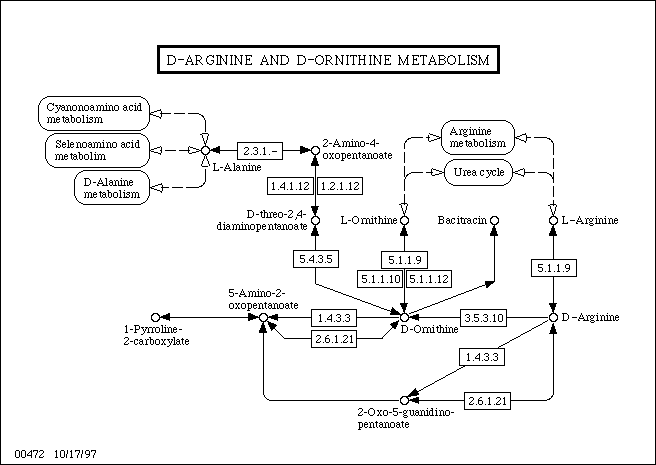 D-ARGININE AND D-ORNITHINE METABOLISM
Cyanonoamino acid
metabolism
Selenoamino acid
metabolim
D-Alanine
metabolism
L-Alanine
2.3.1.-
2-Amino-4-
oxopentanoate
Arginine
metabolism
Urea cycle
1.4.1.12
1.2.1.12
D-threo-2,4-
diaminopentanoate
L-Ornithine
Bacitracin
L-Arginine
5.4.3.5
5.1.1.9
5.1.1.10
5.1.1.12
5.1.1.9
5-Amino-2-
oxopentanoate
1-Pyrroline-
2-carboxylate
1.4.3.3
2.6.1.21
D-Ornithine
3.5.3.10
D-Arginine
1.4.3.3
2.6.1.21
2-Oxo-5-guanidino-
pentanoate
00472 10/17/97